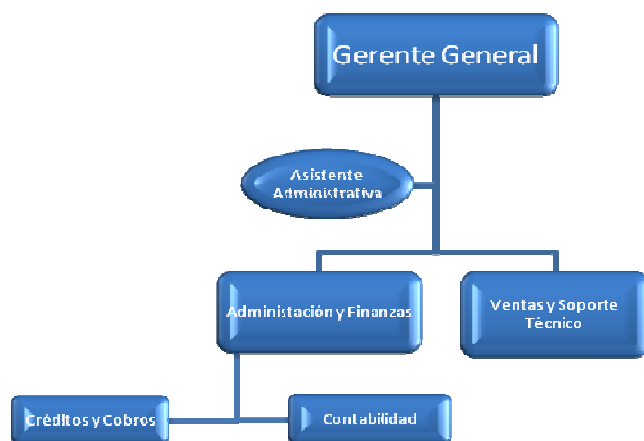 Gerente General
Asistente
Administrativa
Administación y Finanzas
Ventas y Soporte
Técnico
Créditos y Cobros
Contabilidad